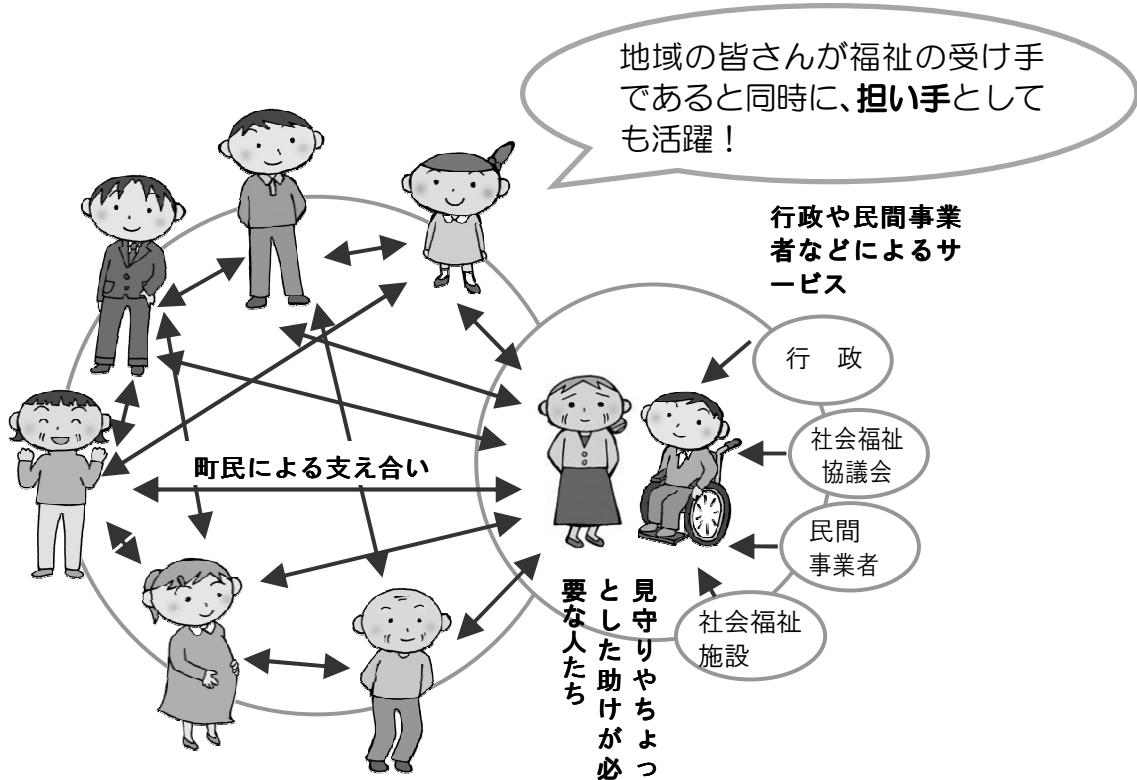 地域の皆さんが福祉の受け手
であると同時に、担い手として
も活躍！
行政や民間事業
者などによるサ
ービス
行　政
社会福祉
協議会
民間
事業者
社会福祉
施設
町民による支え合い
見守りやちょっ
とした助けが必
要な人たち